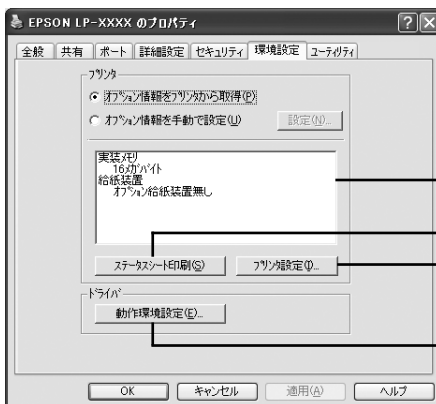 EPSON LP-XXXX のプロパティ
全般 共有 ポート 詳細設定 セキュリティ 環境設定 ユーティリティ
プリンタ
オプション情報をプリンタから取得(P)
オプション情報を手動で設定(U) 設定(N)...
実装メモリ
16メガバイト
給紙装置
オプション給紙装置無し
ステータスシート印刷(S) プリンタ設定(I)...
ドライバ
動作環境設定(E)...
OK キャンセル 適用(A) ヘルプ